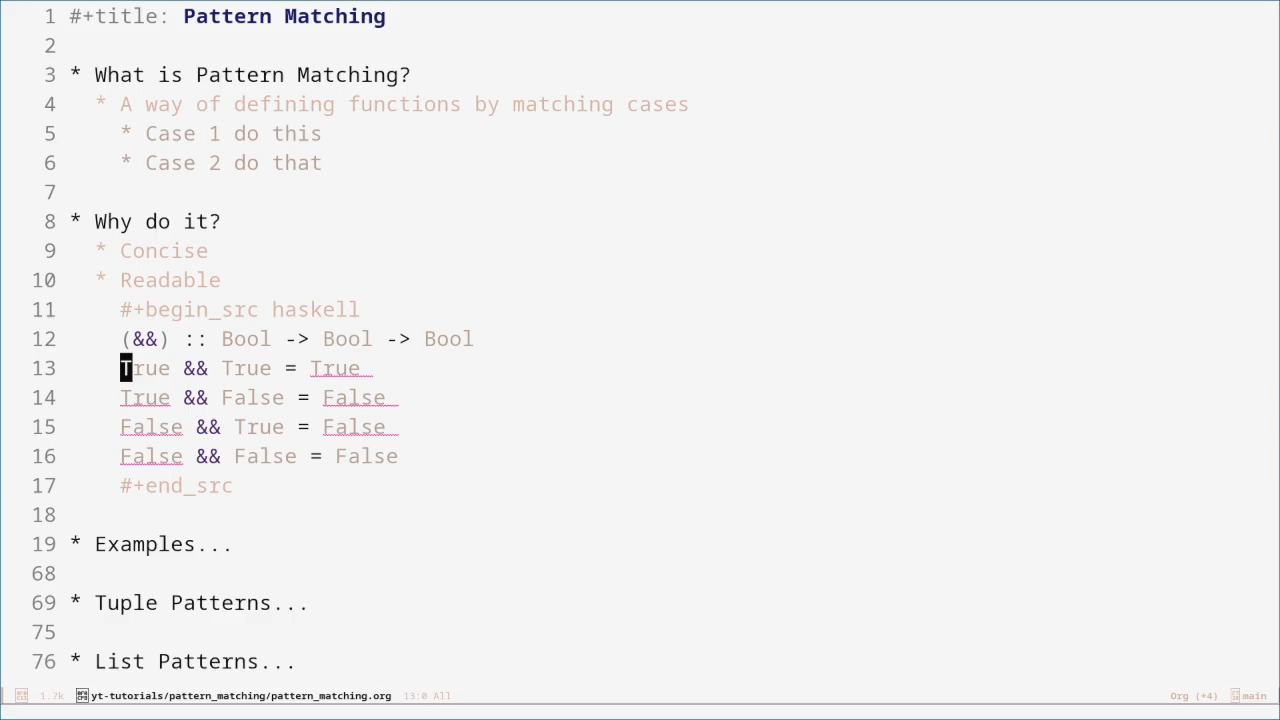 1 #+title: Pattern Matching
2
3 * What is Pattern Matching?
4 * A way of defining functions by matching cases
5 * Case 1 do this
6 * Case 2 do that
7
8 * Why do it?
9 * Concise
10 * Readable
11 #+begin_src haskell
12 (&&) :: Bool -> Bool -> Bool
13 True && True = True
14 True && False = False
15 False && True = False
16 False && False = False
17 #+end_src
18
19 * Examples...
68
69 * Tuple Patterns...
75
76 * List Patterns...
1.7k yt-tutorials/pattern_matching/pattern_matching.org 13:0 All Org (+4) main